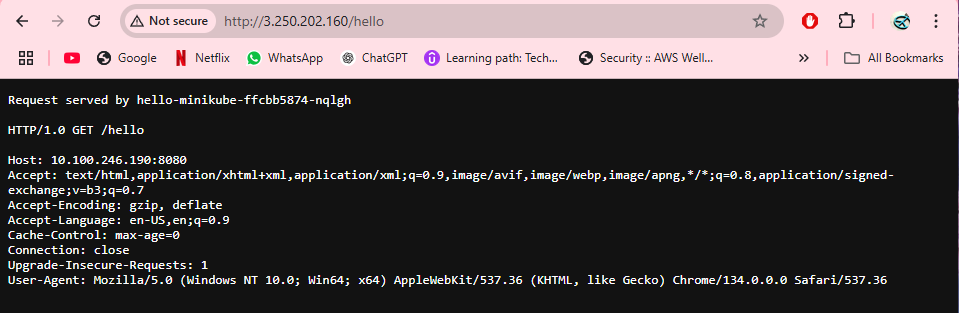 Not secure http://3.250.202.160/hello
Google Netflix WhatsApp ChatGPT Learning path: Tech... Security :: AWS Well... » All Bookmarks
Request served by hello-minikube-ffcbb5874-nqlgh
HTTP/1.0 GET /hello
Host: 10.100.246.190:8080
Accept: text/html,application/xhtml+xml,application/xml;q=0.9,image/avif,image/webp,image/apng,*/*;q=0.8,application/signed-
exchange;v=b3;q=0.7
Accept-Encoding: gzip, deflate
Accept-Language: en-US,en;q=0.9
Cache-Control: max-age=0
Connection: close
Upgrade-Insecure-Requests: 1
User-Agent: Mozilla/5.0 (Windows NT 10.0; Win64; x64) AppleWebKit/537.36 (KHTML, like Gecko) Chrome/134.0.0.0 Safari/537.36